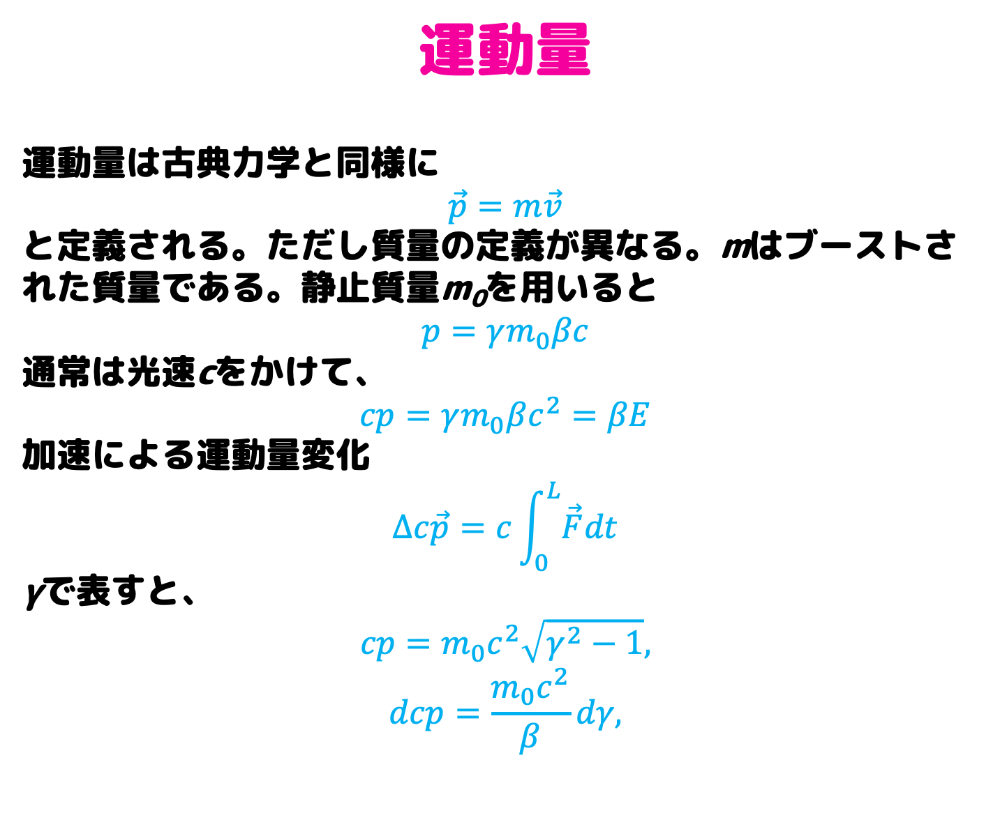 運動量
運動量は古典力学と同様に
$\vec{p} = m\vec{v}$
と定義される。ただし質量の定義が異なる。mはブーストさ
れた質量である。静止質量m₀を用いると
$p = \gamma m_0 \beta c$
通常は光速cをかけて、
$cp = \gamma m_0 \beta c^2 = \beta E$
加速による運動量変化
$\Delta c\vec{p} = c \int_0^L \vec{F} dt$
γで表すと、
$cp = m_0 c^2 \sqrt{\gamma^2 - 1},$
$dcp = \frac{m_0 c^2}{\beta} d\gamma,$